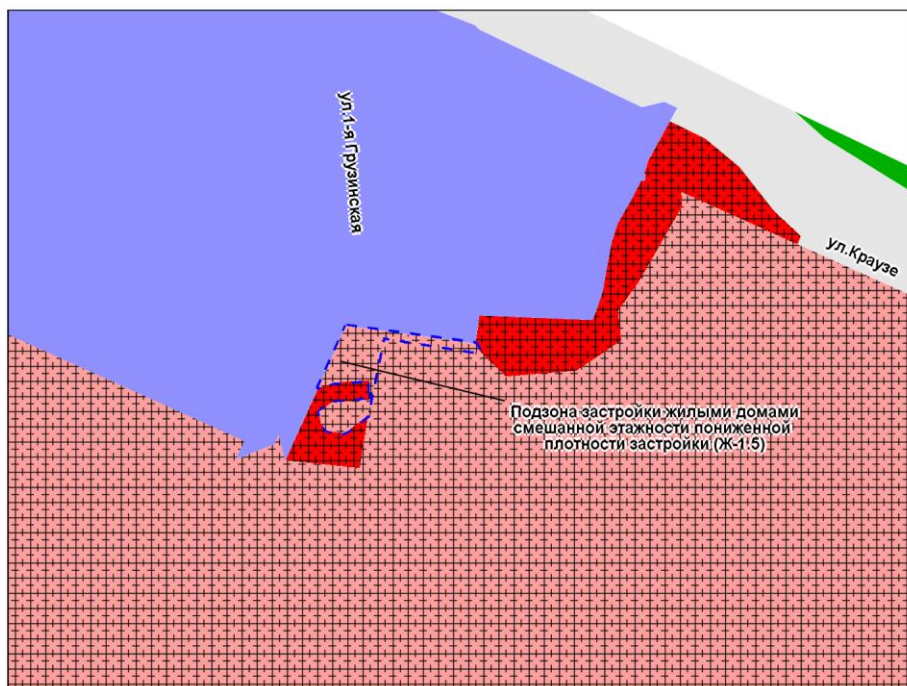 ул.1-я Грузинская
ул.Краузе
Подзона застройки жилыми домами
смешанной этажности пониженной
плотности застройки (Ж-1.5)